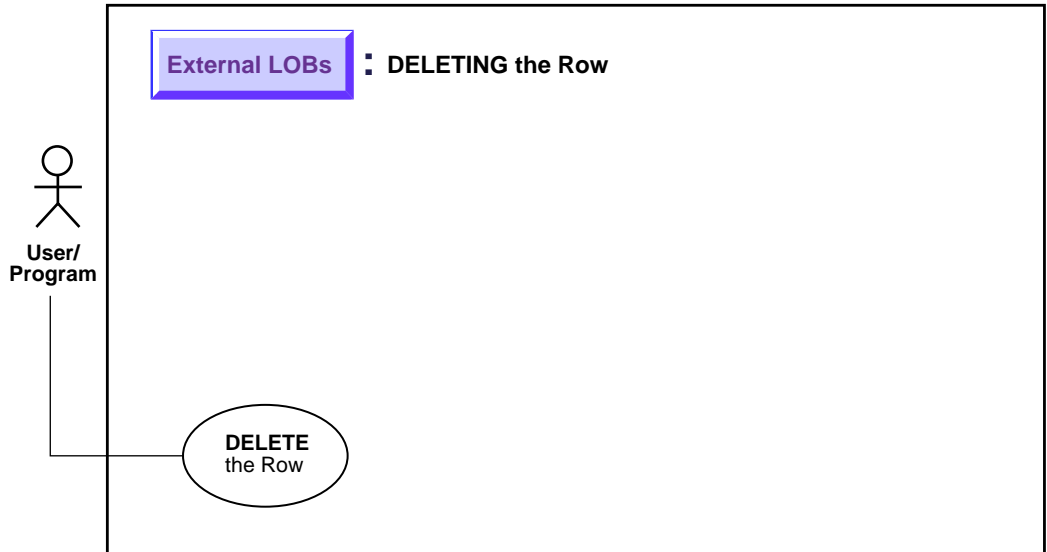 External LOBs : DELETING the Row
User/
Program
DELETE
the Row